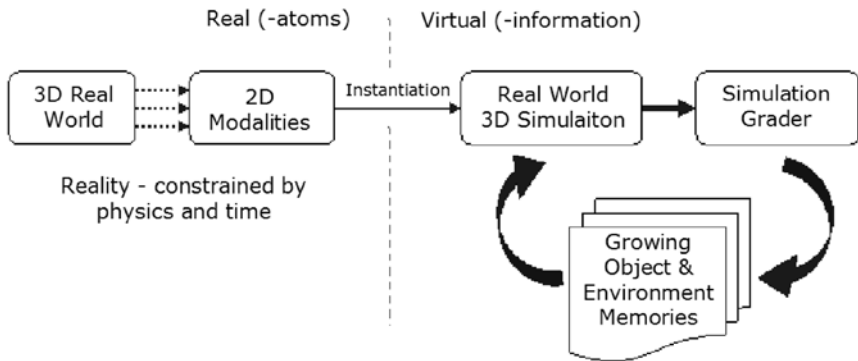 Real (-atoms)
Virtual (-information)
3D Real
World
2D
Modalities
Instantiation
Real World
3D Simulaiton
Simulation
Grader
Reality - constrained by
physics and time
Growing
Object &
Environment
Memories